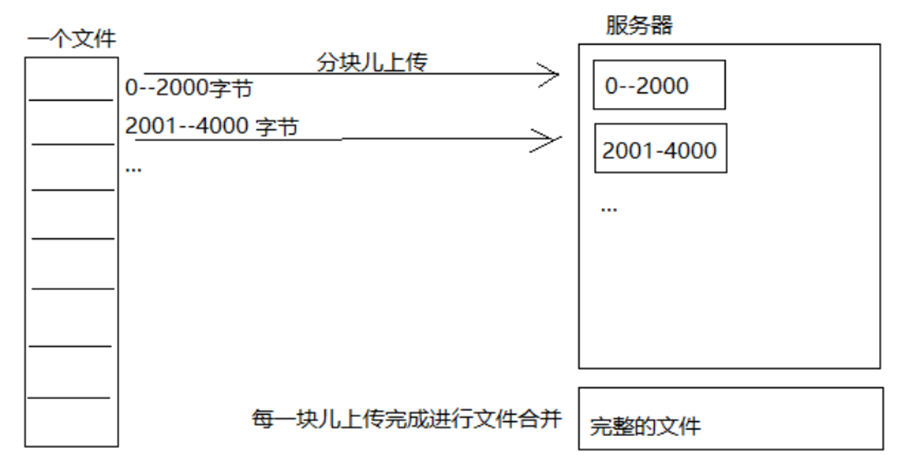 一个文件
服务器
分块儿上传
0--2000字节
0--2000
2001--4000 字节
2001-4000
...
...
每一块儿上传完成进行文件合并
完整的文件